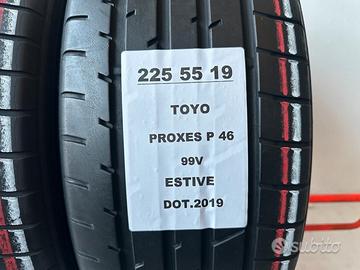 225 55 19
TOYO
PROXES P 46
99V
ESTIVE
DOT.2019
subito